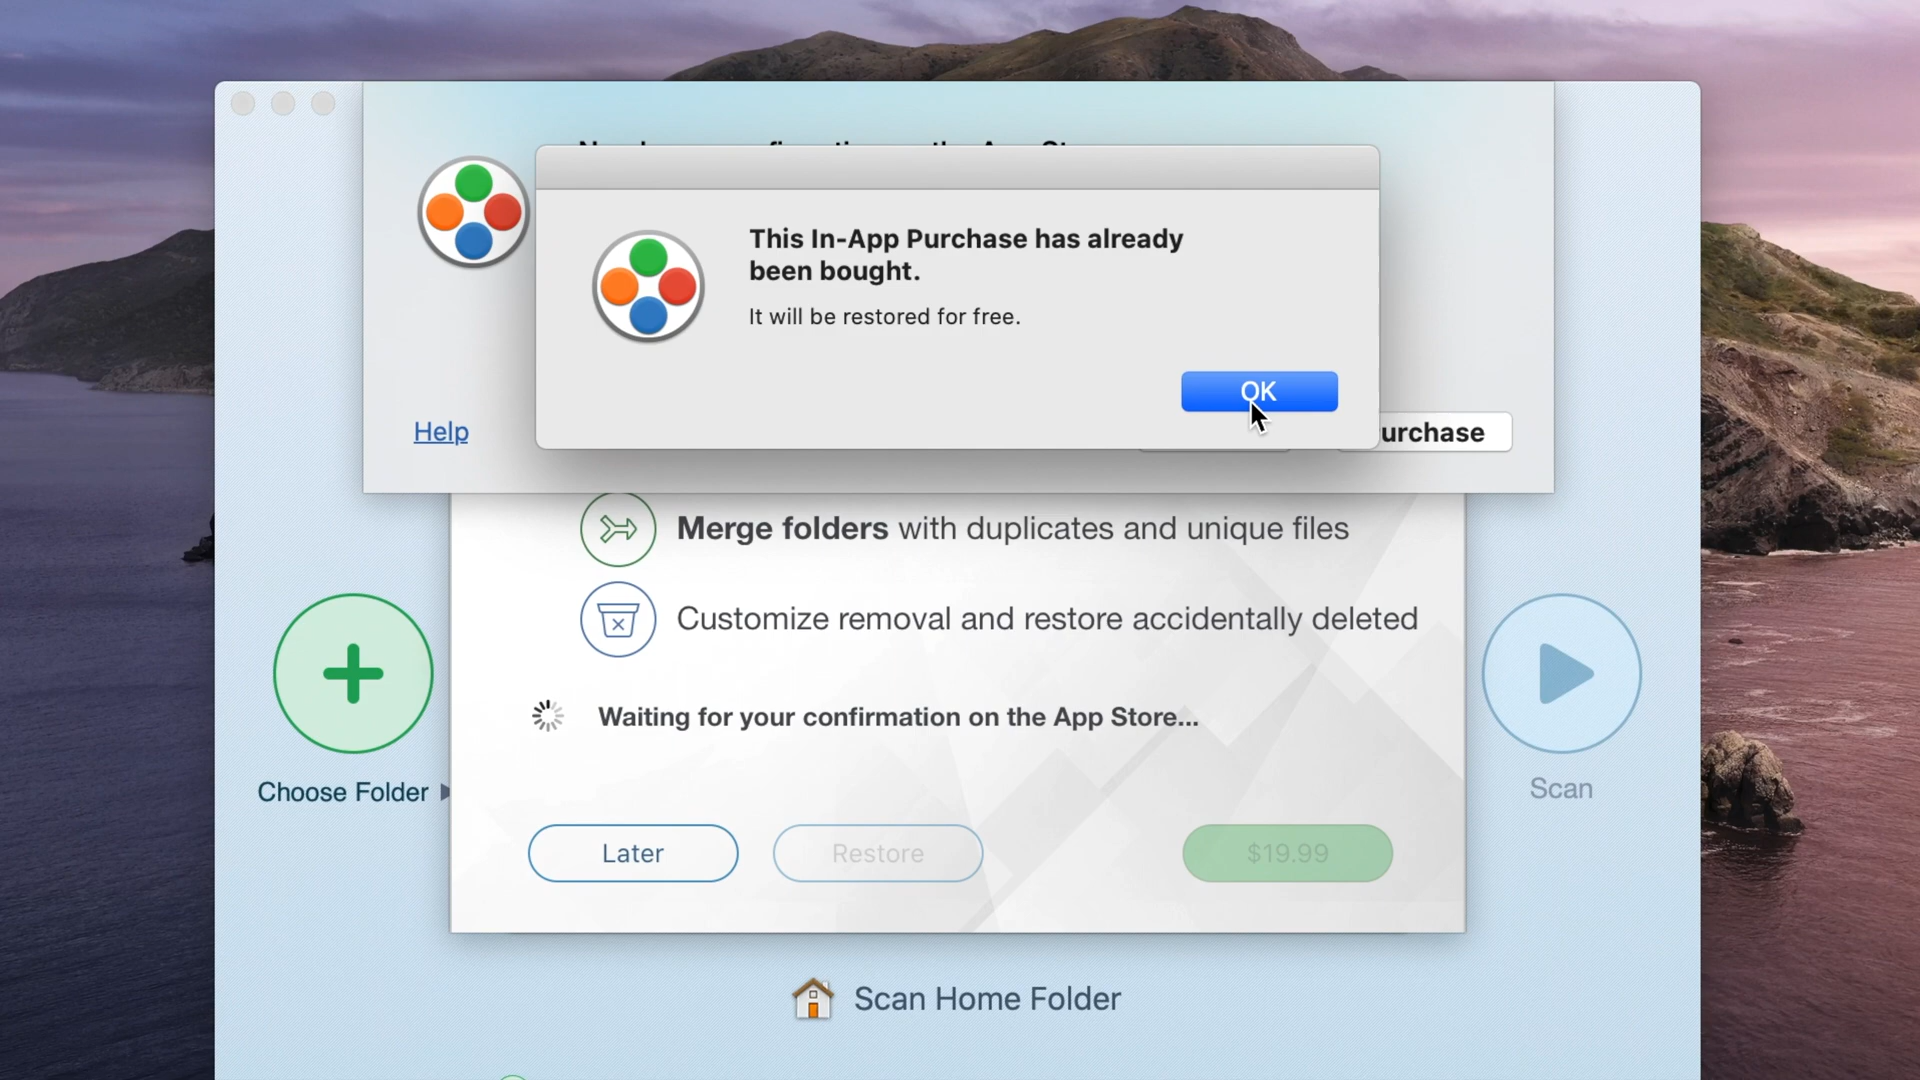 This In-App Purchase has already
been bought.
It will be restored for free.
OK
Help
urchase
Merge folders with duplicates and unique files
Customize removal and restore accidentally deleted
Waiting for your confirmation on the App Store...
Choose Folder
Scan
Later
Restore
$19.99
Scan Home Folder